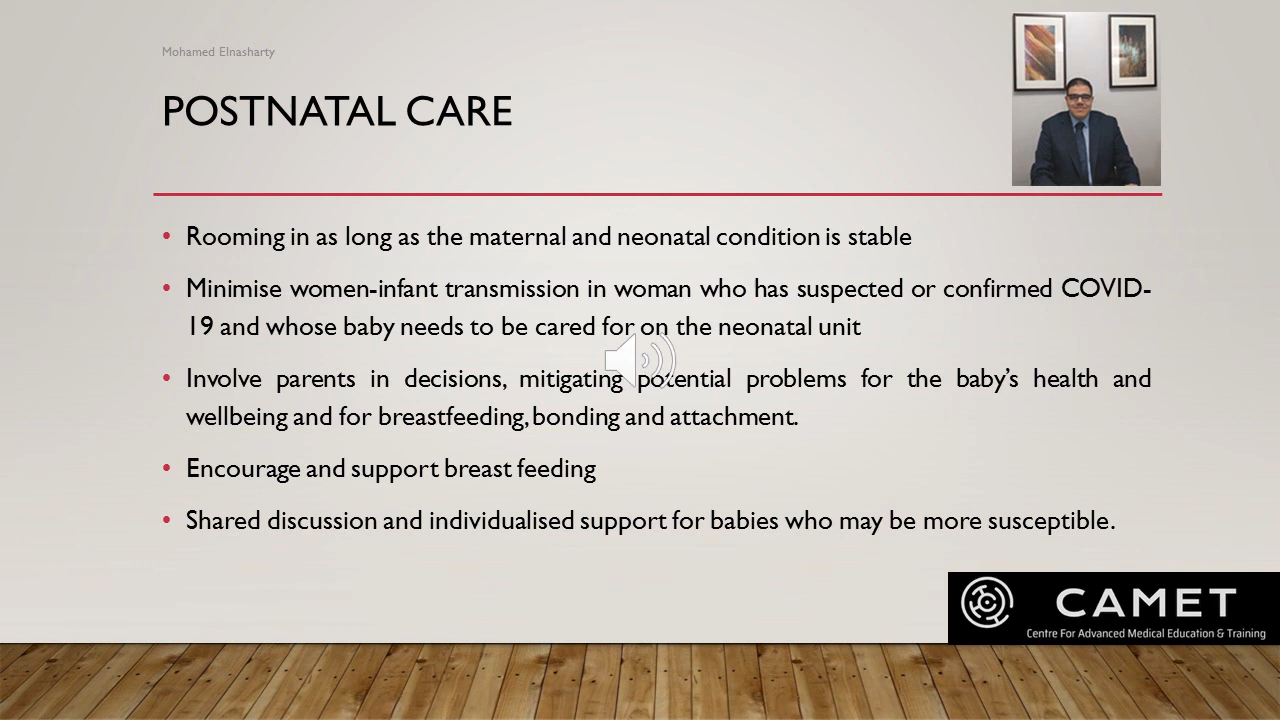 Mohamed Elnasharty
POSTNATAL CARE
• Rooming in as long as the maternal and neonatal condition is stable
• Minimise women-infant transmission in woman who has suspected or confirmed COVID-
19 and whose baby needs to be cared for on the neonatal unit
• Involve parents in decisions, mitigating potential problems for the baby’s health and
wellbeing and for breastfeeding, bonding and attachment.
• Encourage and support breast feeding
• Shared discussion and individualised support for babies who may be more susceptible.
CAMET
Centre For Advanced Medical Education & Training